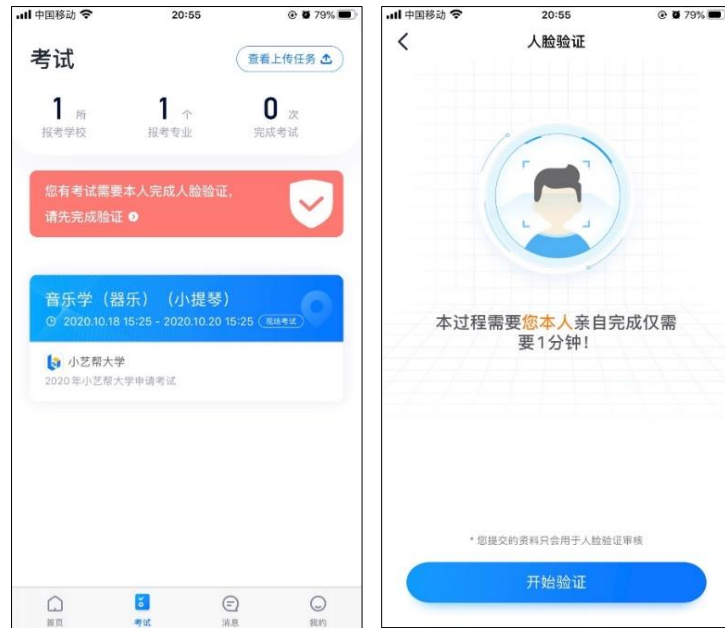 中国移动 20:55 79%
考试
查看上传任务
1 所 1 个 0 次
报考学校 报考专业 完成考试
您有考试需要本人完成人脸验证，
请先完成验证
音乐学（器乐）（小提琴）
2020.10.18 15:25 - 2020.10.20 15:25 现场考试
小艺帮大学
2020年小艺帮大学申请考试
首页 考试 消息 我的
中国移动 20:55 79%
人脸验证
本过程需要您本人亲自完成仅需
要1分钟！
* 您提交的资料只会用于人脸验证审核
开始验证